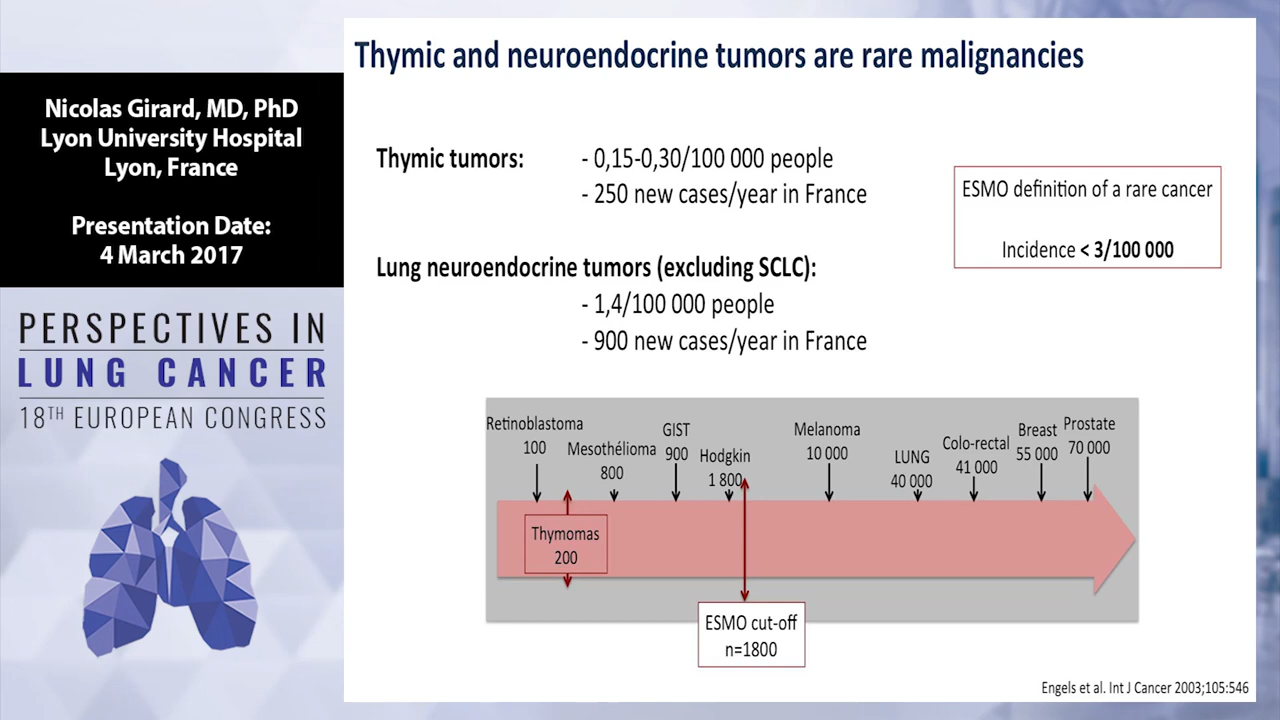 Thymic and neuroendocrine tumors are rare malignancies
Nicolas Girard, MD, PhD
Lyon University Hospital
Lyon, France
Presentation Date:
4 March 2017
PERSPECTIVES IN
LUNG CANCER
18TH EUROPEAN CONGRESS
Thymic tumors:
- 0,15-0,30/100 000 people
- 250 new cases/year in France
Lung neuroendocrine tumors (excluding SCLC):
- 1,4/100 000 people
- 900 new cases/year in France
ESMO definition of a rare cancer
Incidence < 3/100 000
Retinoblastoma
100
Mesothélioma
800
GIST
900
Hodgkin
1 800
Melanoma
10 000
LUNG
40 000
Colo-rectal
41 000
Breast
55 000
Prostate
70 000
Thymomas
200
ESMO cut-off
n=1800
Engels et al. Int J Cancer 2003;105:546